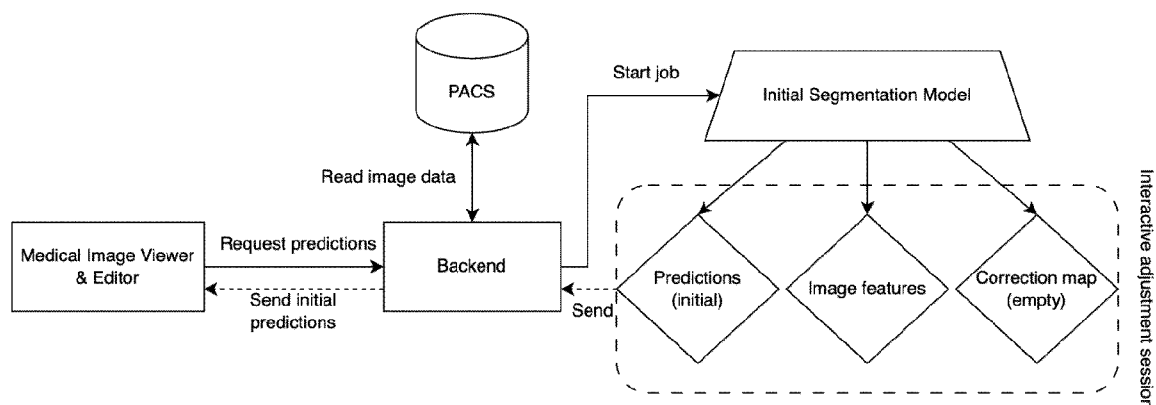 PACS
Start job
Initial Segmentation Model
Read image data
Medical Image Viewer
& Editor
Request predictions
Backend
Send initial
predictions
Send
Predictions
(initial)
Image features
Correction map
(empty)
Interactive adjustment session